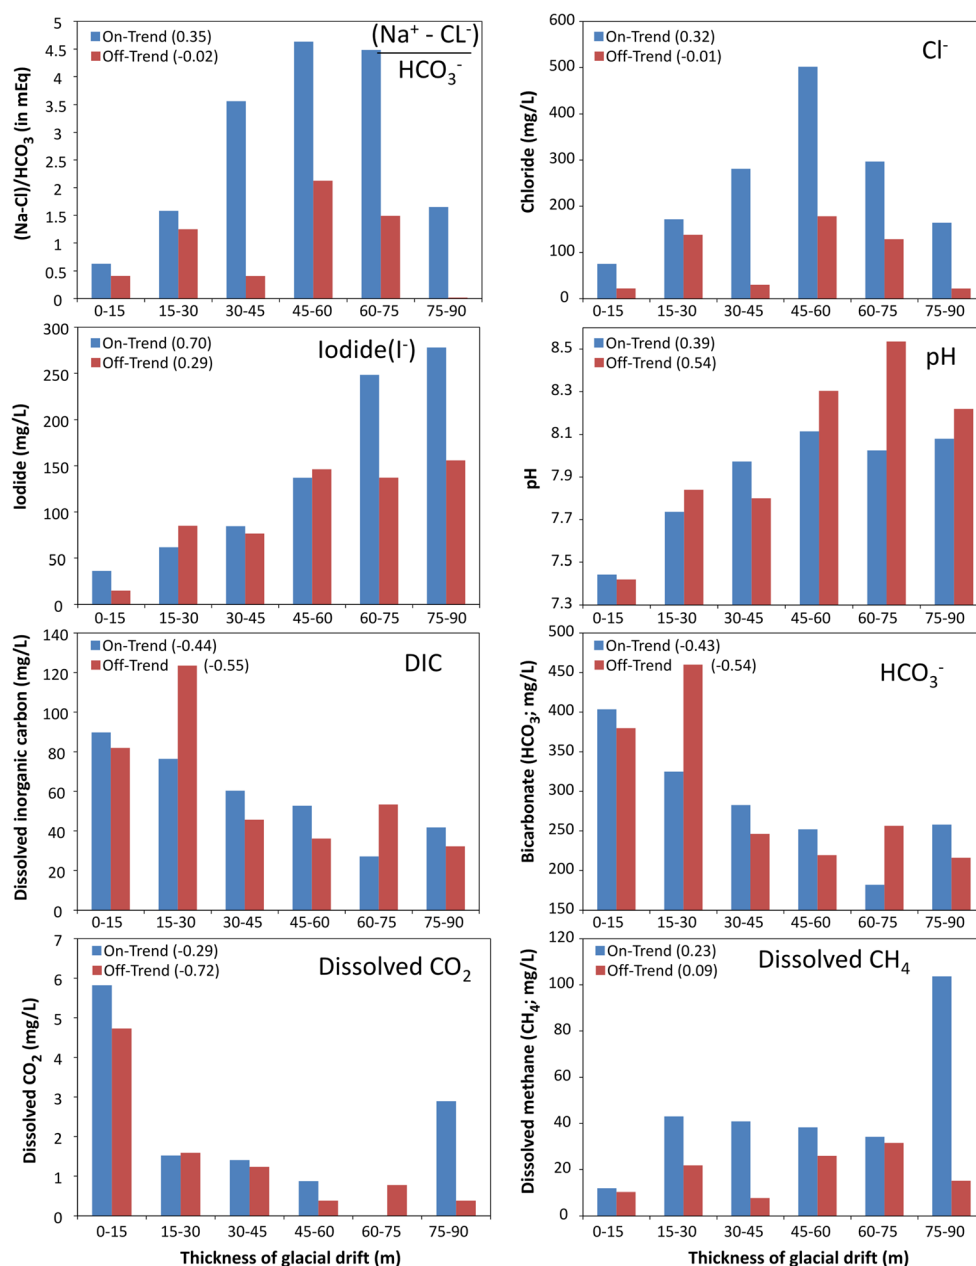 (Na⁺ - CL⁻)
HCO₃⁻
On-Trend (0.35)
Off-Trend (-0.02)
(Na-Cl)/HCO₃ (in mEq)
5
4.5
4
3.5
3
2.5
2
1.5
1
0.5
0
0-15 15-30 30-45 45-60 60-75 75-90
Cl⁻
On-Trend (0.32)
Off-Trend (-0.01)
Chloride (mg/L)
600
500
400
300
200
100
0
0-15 15-30 30-45 45-60 60-75 75-90
Iodide(I⁻)
On-Trend (0.70)
Off-Trend (0.29)
Iodide (mg/L)
300
250
200
150
100
50
0
0-15 15-30 30-45 45-60 60-75 75-90
pH
On-Trend (0.39)
Off-Trend (0.54)
pH
8.5
8.3
8.1
7.9
7.7
7.5
7.3
0-15 15-30 30-45 45-60 60-75 75-90
DIC
On-Trend (-0.44)
Off-Trend (-0.55)
Dissolved inorganic carbon (mg/L)
140
120
100
80
60
40
20
0
0-15 15-30 30-45 45-60 60-75 75-90
HCO₃⁻
On-Trend (-0.43)
Off-Trend (-0.54)
Bicarbonate (HCO₃; mg/L)
500
450
400
350
300
250
200
150
0-15 15-30 30-45 45-60 60-75 75-90
Dissolved CO₂
On-Trend (-0.29)
Off-Trend (-0.72)
Dissolved CO₂ (mg/L)
7
6
5
4
3
2
1
0
0-15 15-30 30-45 45-60 60-75 75-90
Thickness of glacial drift (m)
Dissolved CH₄
On-Trend (0.23)
Off-Trend (0.09)
Dissolved methane (CH₄; mg/L)
120
100
80
60
40
20
0
0-15 15-30 30-45 45-60 60-75 75-90
Thickness of glacial drift (m)